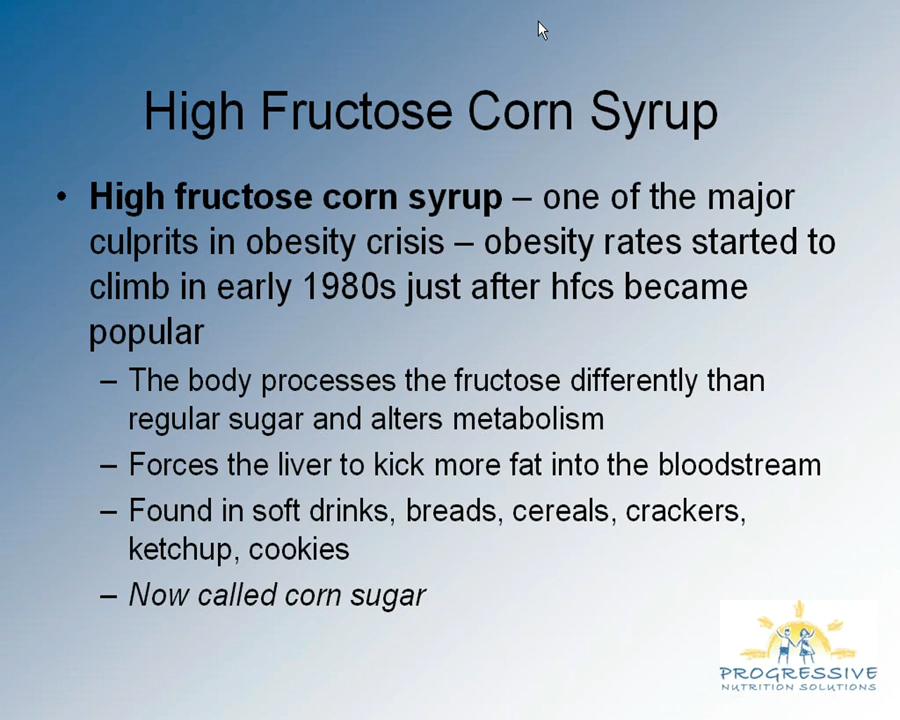 High Fructose Corn Syrup
• High fructose corn syrup – one of the major
culprits in obesity crisis – obesity rates started to
climb in early 1980s just after hfcs became
popular
– The body processes the fructose differently than
regular sugar and alters metabolism
– Forces the liver to kick more fat into the bloodstream
– Found in soft drinks, breads, cereals, crackers,
ketchup, cookies
– Now called corn sugar
PROGRESSIVE
NUTRITION SOLUTIONS